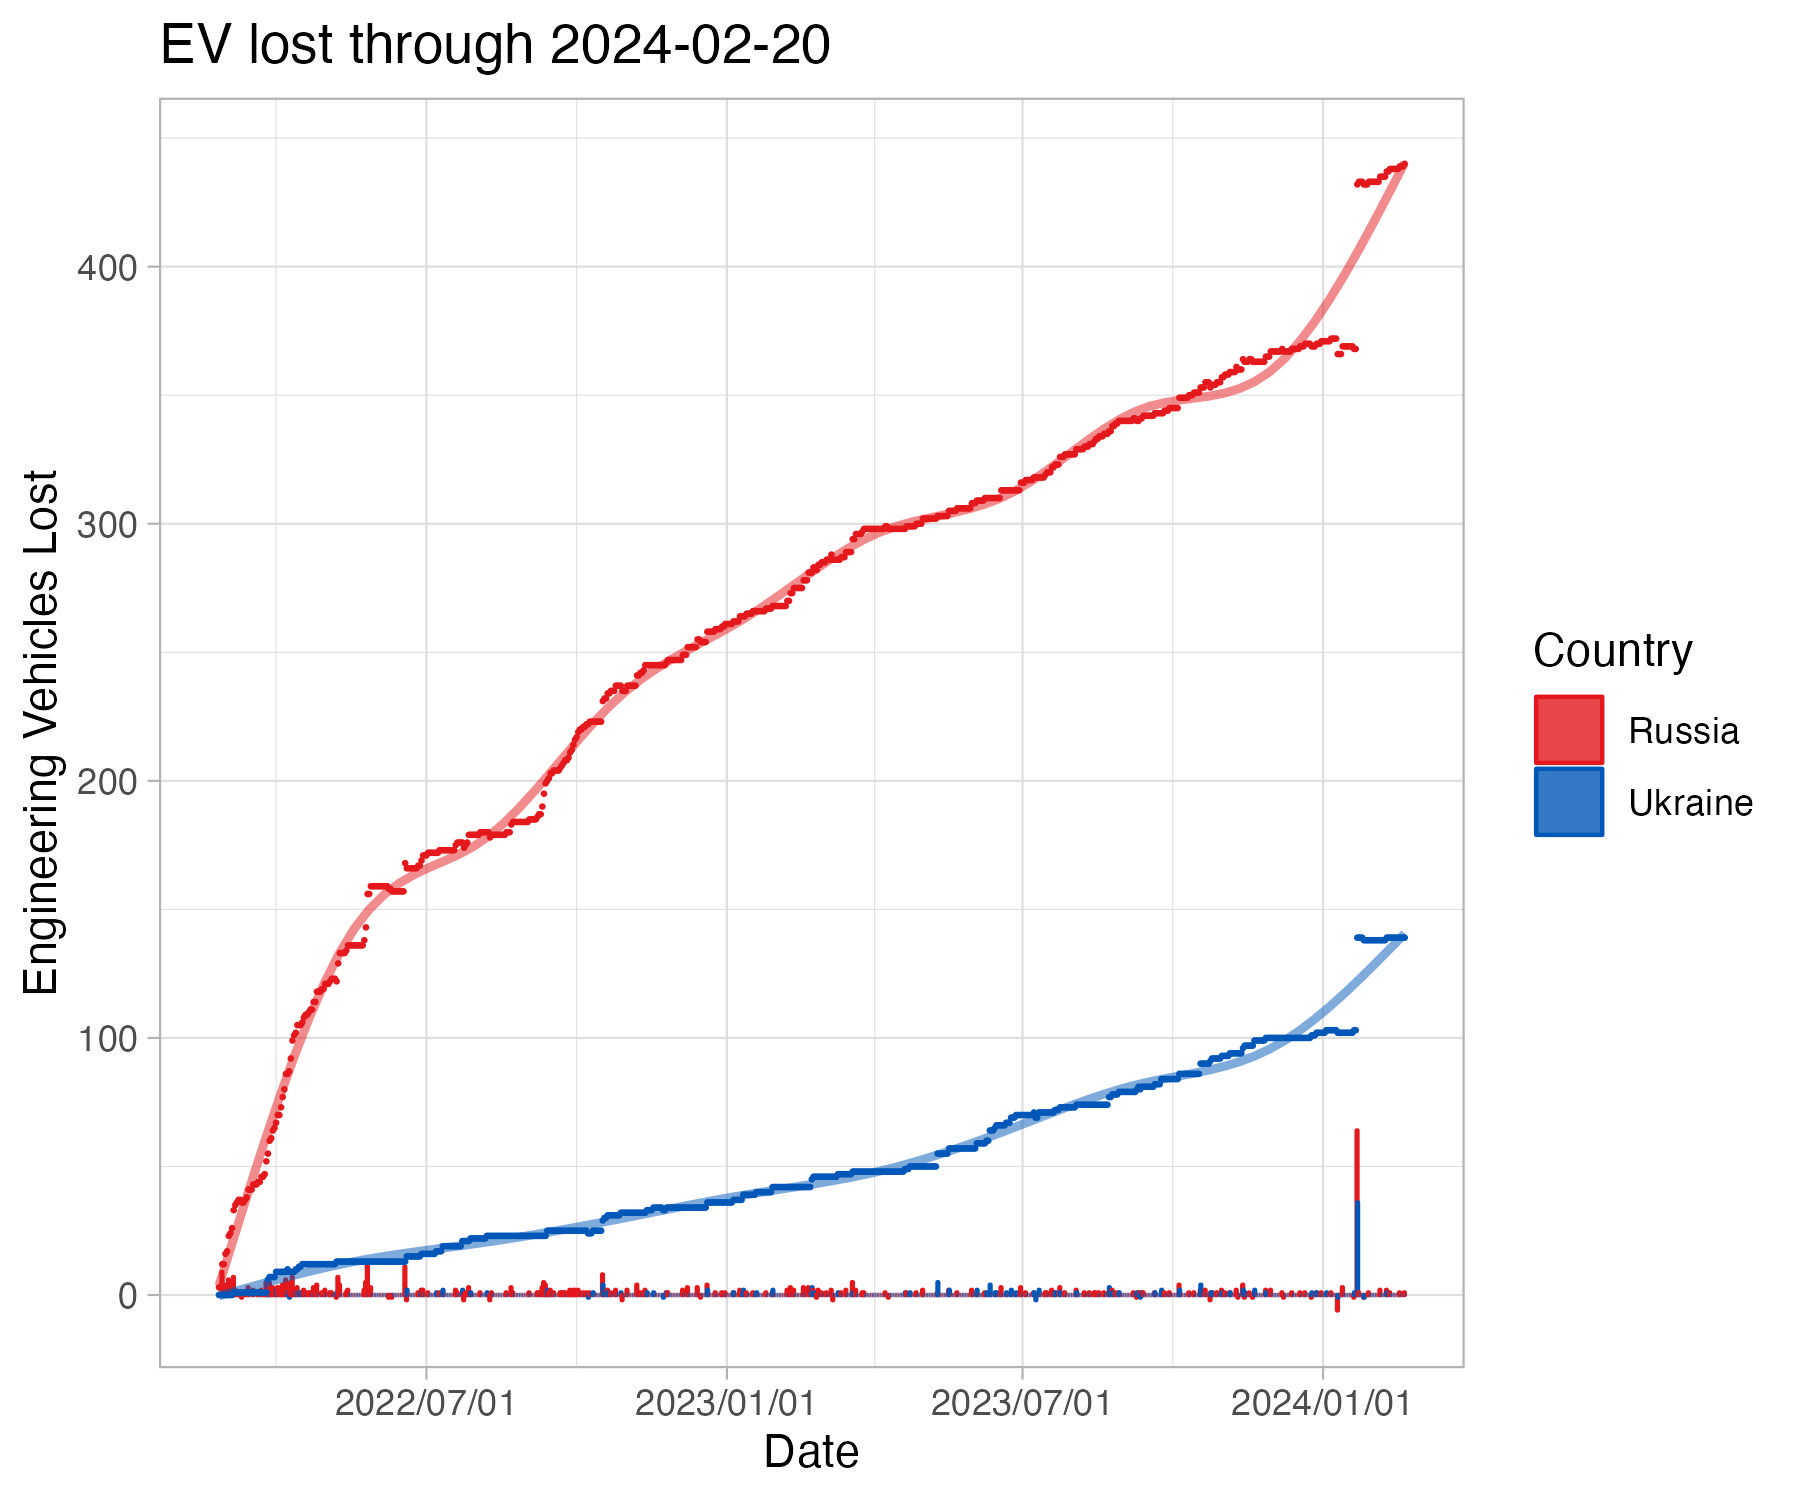 EV lost through 2024-02-20
Engineering Vehicles Lost
400
300
200
100
0
2022/07/01
2023/01/01
2023/07/01
2024/01/01
Date
Country
Russia
Ukraine